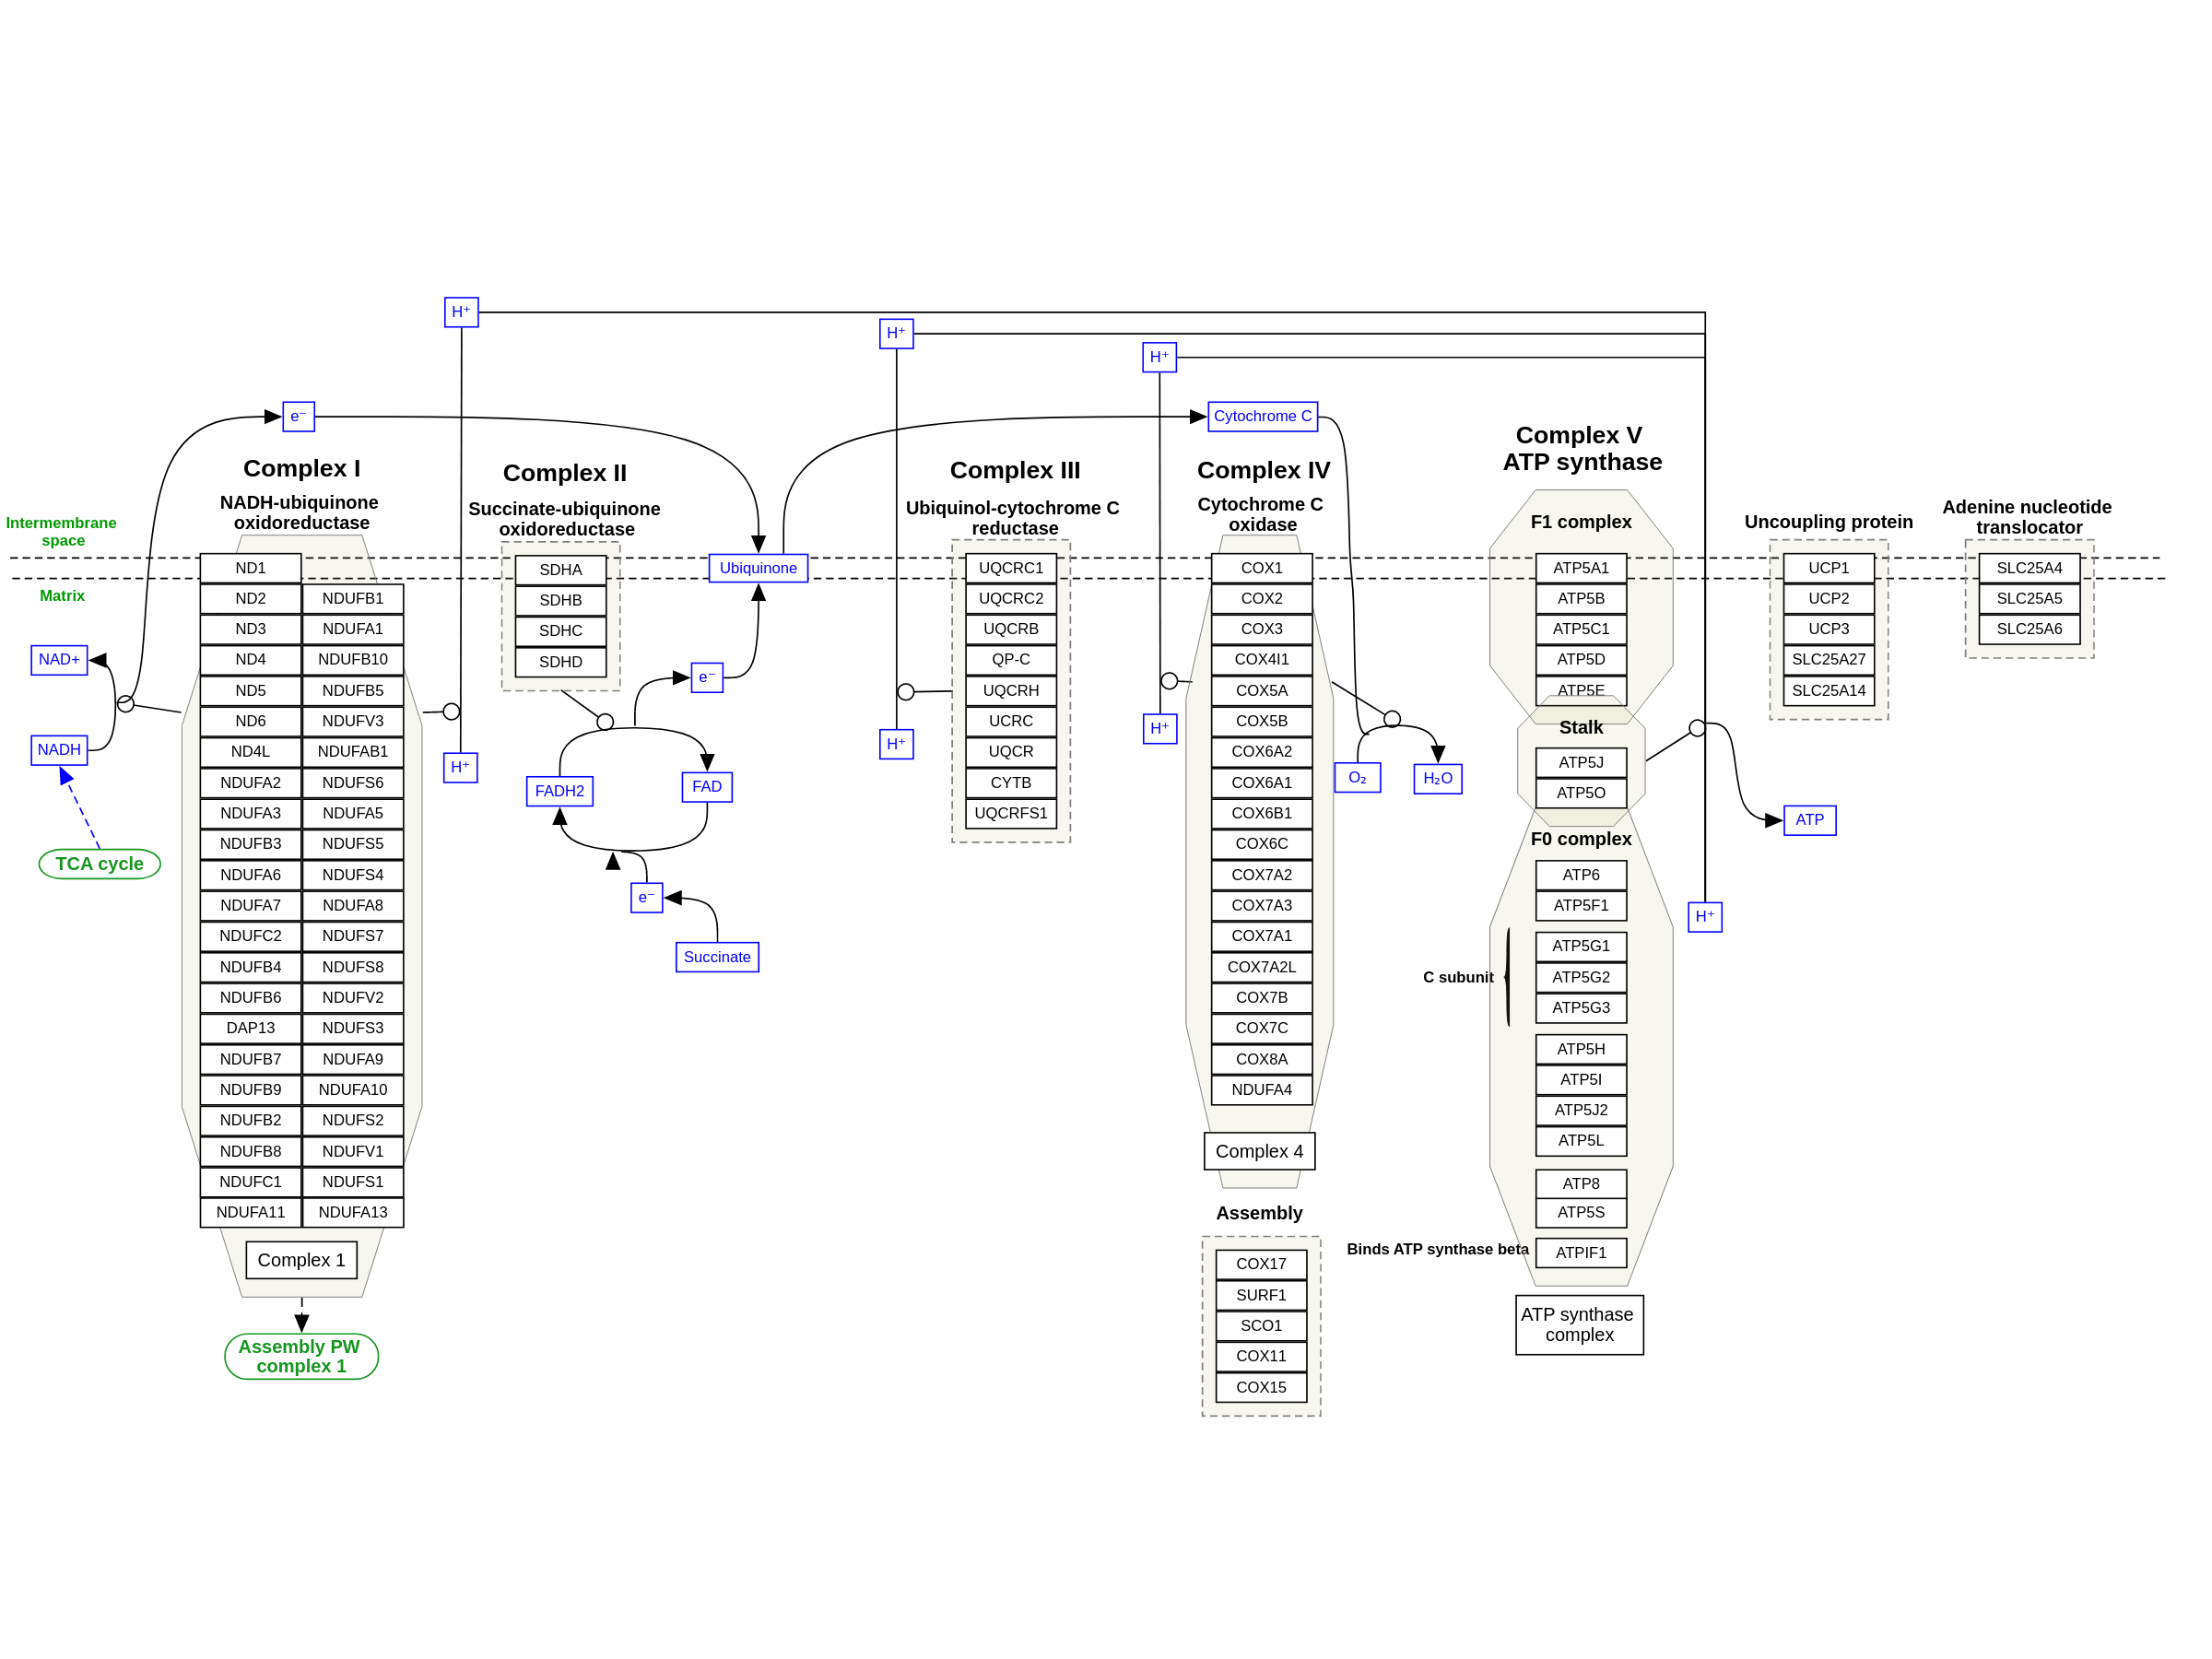 H⁺
H⁺
H⁺
e⁻
Cytochrome C
Complex I
NADH-ubiquinone
oxidoreductase
Complex II
Succinate-ubiquinone
oxidoreductase
Complex III
Ubiquinol-cytochrome C
reductase
Complex IV
Cytochrome C
oxidase
Complex V
ATP synthase
F1 complex
Uncoupling protein
Adenine nucleotide
translocator
Intermembrane
space
Matrix
NAD+
NADH
TCA cycle
ND1
ND2
ND3
ND4
ND5
ND6
ND4L
NDUFA2
NDUFA3
NDUFB3
NDUFA6
NDUFA7
NDUFC2
NDUFB4
NDUFB6
DAP13
NDUFB7
NDUFB9
NDUFB2
NDUFB8
NDUFC1
NDUFA11
NDUFB1
NDUFA1
NDUFB10
NDUFB5
NDUFV3
NDUFAB1
NDUFS6
NDUFA5
NDUFS5
NDUFS4
NDUFA8
NDUFS7
NDUFS8
NDUFV2
NDUFS3
NDUFA9
NDUFA10
NDUFS2
NDUFV1
NDUFS1
NDUFA13
Complex 1
Assembly PW
complex 1
H⁺
SDHA
SDHB
SDHC
SDHD
Ubiquinone
e⁻
FADH2
FAD
e⁻
Succinate
H⁺
UQCRC1
UQCRC2
UQCRB
QP-C
UQCRH
UCRC
UQCR
CYTB
UQCRFS1
H⁺
COX1
COX2
COX3
COX4I1
COX5A
COX5B
COX6A2
COX6A1
COX6B1
COX6C
COX7A2
COX7A3
COX7A1
COX7A2L
COX7B
COX7C
COX8A
NDUFA4
Complex 4
Assembly
COX17
SURF1
SCO1
COX11
COX15
O₂
H₂O
ATP5A1
ATP5B
ATP5C1
ATP5D
ATP5E
Stalk
ATP5J
ATP5O
F0 complex
ATP6
ATP5F1
C subunit
ATP5G1
ATP5G2
ATP5G3
ATP5H
ATP5I
ATP5J2
ATP5L
ATP8
ATP5S
Binds ATP synthase beta
ATPIF1
ATP synthase
complex
H⁺
ATP
UCP1
UCP2
UCP3
SLC25A27
SLC25A14
SLC25A4
SLC25A5
SLC25A6